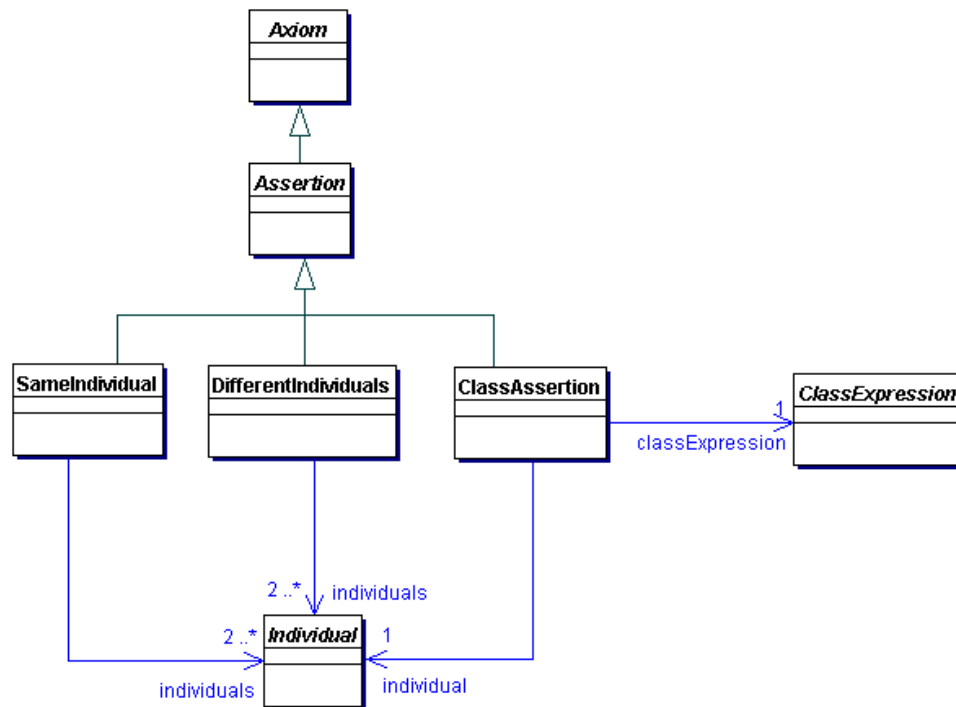 Axiom
Assertion
SameIndividual
DifferentIndividuals
ClassAssertion
ClassExpression
1
classExpression
2 ..*
individuals
2 ..*
individuals
Individual
1
individual